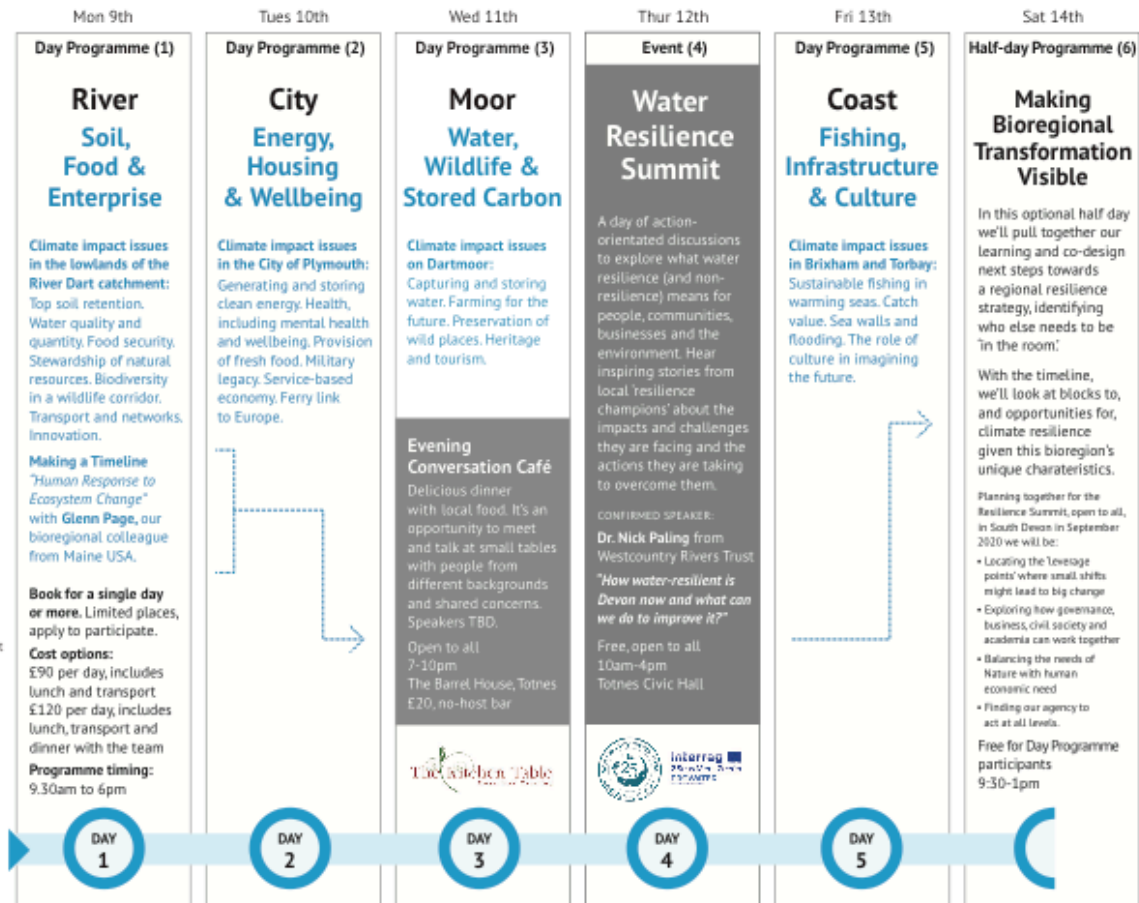 Mon 9th
Day Programme (1)
River
Soil,
Food &
Enterprise
Climate impact issues
in the lowlands of the
River Dart catchment:
Top soil retention.
Water quality and
quantity. Food security.
Stewardship of natural
resources. Biodiversity
in a wildlife corridor.
Transport and networks.
Innovation.
Making a Timeline
"Human Response to
Ecosystem Change"
with Glenn Page, our
bioregional colleague
from Maine USA.
Book for a single day
or more. Limited places,
apply to participate.
Cost options:
£90 per day, includes
lunch and transport
£120 per day, includes
lunch, transport and
dinner with the team
Programme timing:
9.30am to 6pm
DAY
1
Tues 10th
Day Programme (2)
City
Energy,
Housing
& Wellbeing
Climate impact issues
in the City of Plymouth:
Generating and storing
clean energy. Health,
including mental health
and wellbeing. Provision
of fresh food. Military
legacy. Service-based
economy. Ferry link
to Europe.
DAY
2
Wed 11th
Day Programme (3)
Moor
Water,
Wildlife &
Stored Carbon
Climate impact issues
on Dartmoor:
Capturing and storing
water. Farming for the
future. Preservation of
wild places. Heritage
and tourism.
Evening
Conversation Café
Delicious dinner
with local food. It's an
opportunity to meet
and talk at small tables
with people from
different backgrounds
and shared concerns.
Speakers TBD.
Open to all
7-10pm
The Barrel House, Totnes
£20, no-host bar
The Kitchen Table
DAY
3
Thur 12th
Event (4)
Water
Resilience
Summit
A day of action-
orientated discussions
to explore what water
resilience (and non-
resilience) means for
people, communities,
businesses and the
environment. Hear
inspiring stories from
local 'resilience
champions' about the
impacts and challenges
they are facing and the
actions they are taking
to overcome them.
CONFIRMED SPEAKER:
Dr. Nick Paling from
Westcountry Rivers Trust
"How water-resilient is
Devon now and what can
we do to improve it?"
Free, open to all
10am-4pm
Totnes Civic Hall
25
Interreg
DAY
4
Fri 13th
Day Programme (5)
Coast
Fishing,
Infrastructure
& Culture
Climate impact issues
in Brixham and Torbay:
Sustainable fishing in
warming seas. Catch
value. Sea walls and
flooding. The role of
culture in imagining
the future.
DAY
5
Sat 14th
Half-day Programme (6)
Making
Bioregional
Transformation
Visible
In this optional half day
we'll pull together our
learning and co-design
next steps towards
a regional resilience
strategy, identifying
who else needs to be
'in the room'.
With the timeline,
we'll look at blocks to,
and opportunities for,
climate resilience
given this bioregion's
unique charateristics.
Planning together for the
Resilience Summit, open to all,
in South Devon in September
2020 we will be:
• Locating the 'leverage
points' where small shifts
might lead to big change
• Exploring how governance,
business, civil society and
academia can work together
• Balancing the needs of
Nature with human
economic need
• Finding our agency to
act at all levels.
Free for Day Programme
participants
9:30-1pm